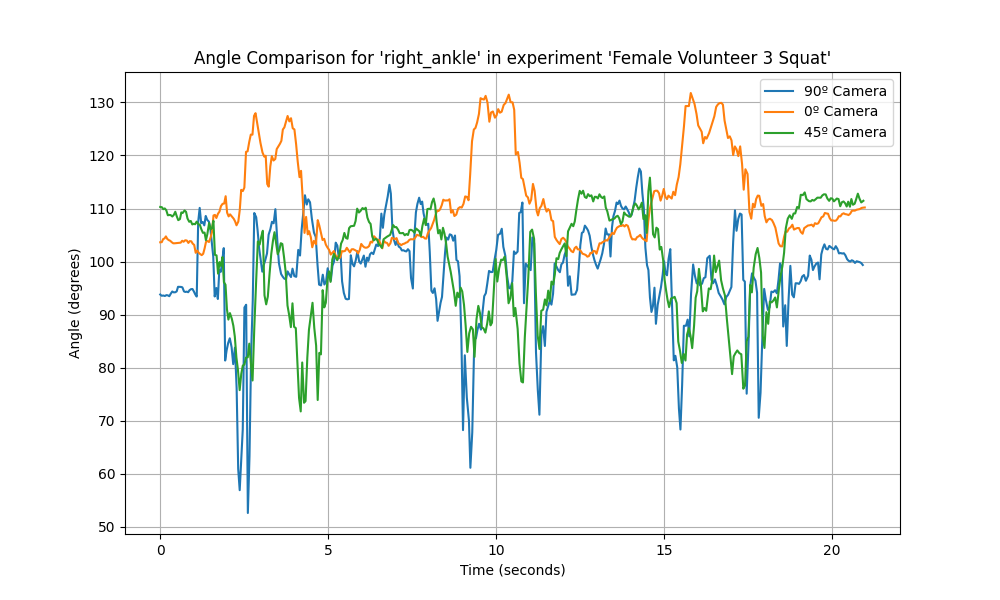 Angle Comparison for 'right_ankle' in experiment 'Female Volunteer 3 Squat'
90º Camera
0º Camera
45º Camera
130
120
110
100
90
80
70
60
50
Angle (degrees)
0
5
10
15
20
Time (seconds)